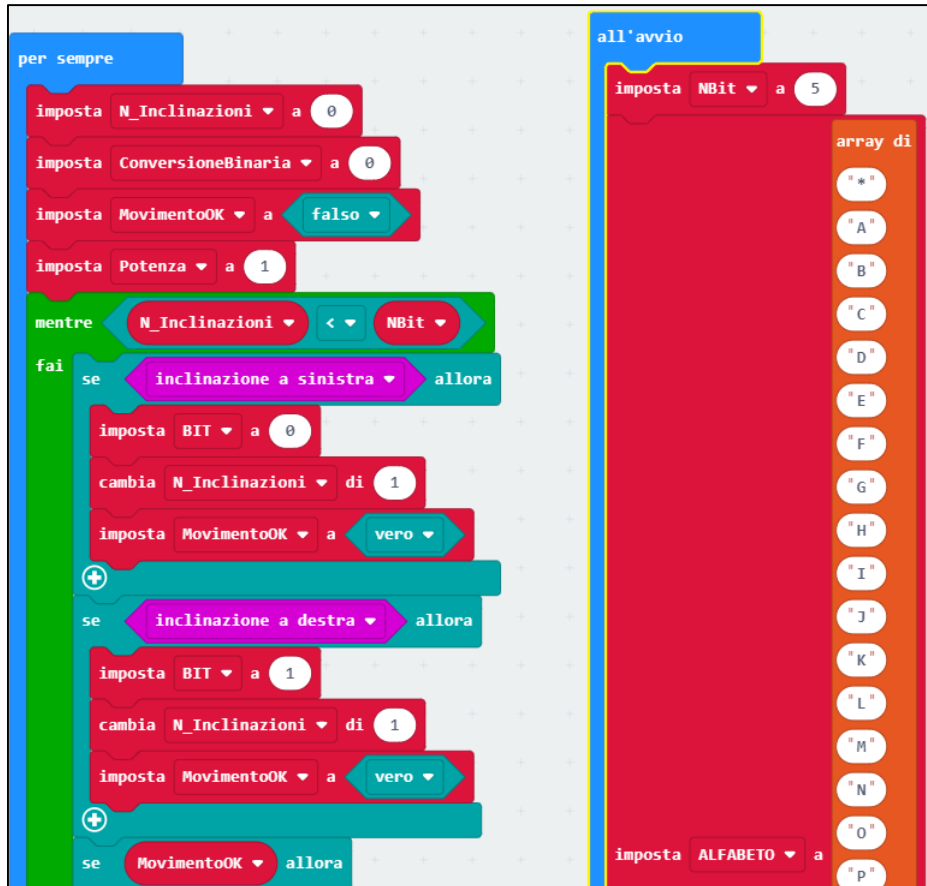 per sempre
imposta N_Inclinazioni a 0
imposta ConversioneBinaria a 0
imposta MovimentoOK a falso
imposta Potenza a 1
mentre N_Inclinazioni < NBit
fai
se inclinazione a sinistra allora
imposta BIT a 0
cambia N_Inclinazioni di 1
imposta MovimentoOK a vero
se inclinazione a destra allora
imposta BIT a 1
cambia N_Inclinazioni di 1
imposta MovimentoOK a vero
se MovimentoOK allora
all'avvio
imposta NBit a 5
array di
"*"
"A"
"B"
"C"
"D"
"E"
"F"
"G"
"H"
"I"
"J"
"K"
"L"
"M"
"N"
"O"
imposta ALFABETO a
"P"